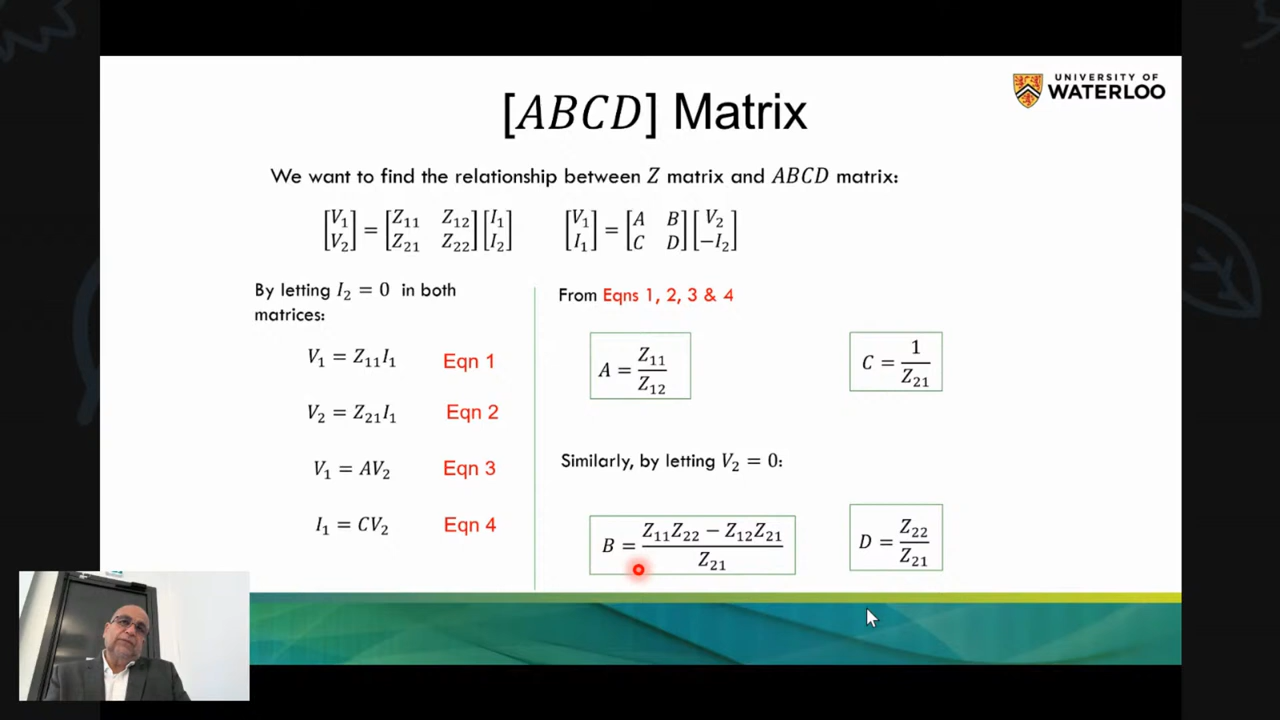 UNIVERSITY OF
WATERLOO
[ABCD] Matrix
We want to find the relationship between Z matrix and ABCD matrix:
[V₁ V₂] = [Z₁₁ Z₁₂ Z₂₁ Z₂₂] [I₁ I₂]
[V₁ I₁] = [A B C D] [V₂ −I₂]
By letting I₂ = 0 in both
matrices:
V₁ = Z₁₁I₁ Eqn 1
V₂ = Z₂₁I₁ Eqn 2
V₁ = AV₂ Eqn 3
I₁ = CV₂ Eqn 4
From Eqns 1, 2, 3 & 4
A = Z₁₁/Z₁₂
C = 1/Z₂₁
Similarly, by letting V₂ = 0:
B = Z₁₁Z₂₂ − Z₁₂Z₂₁/Z₂₁
D = Z₂₂/Z₂₁